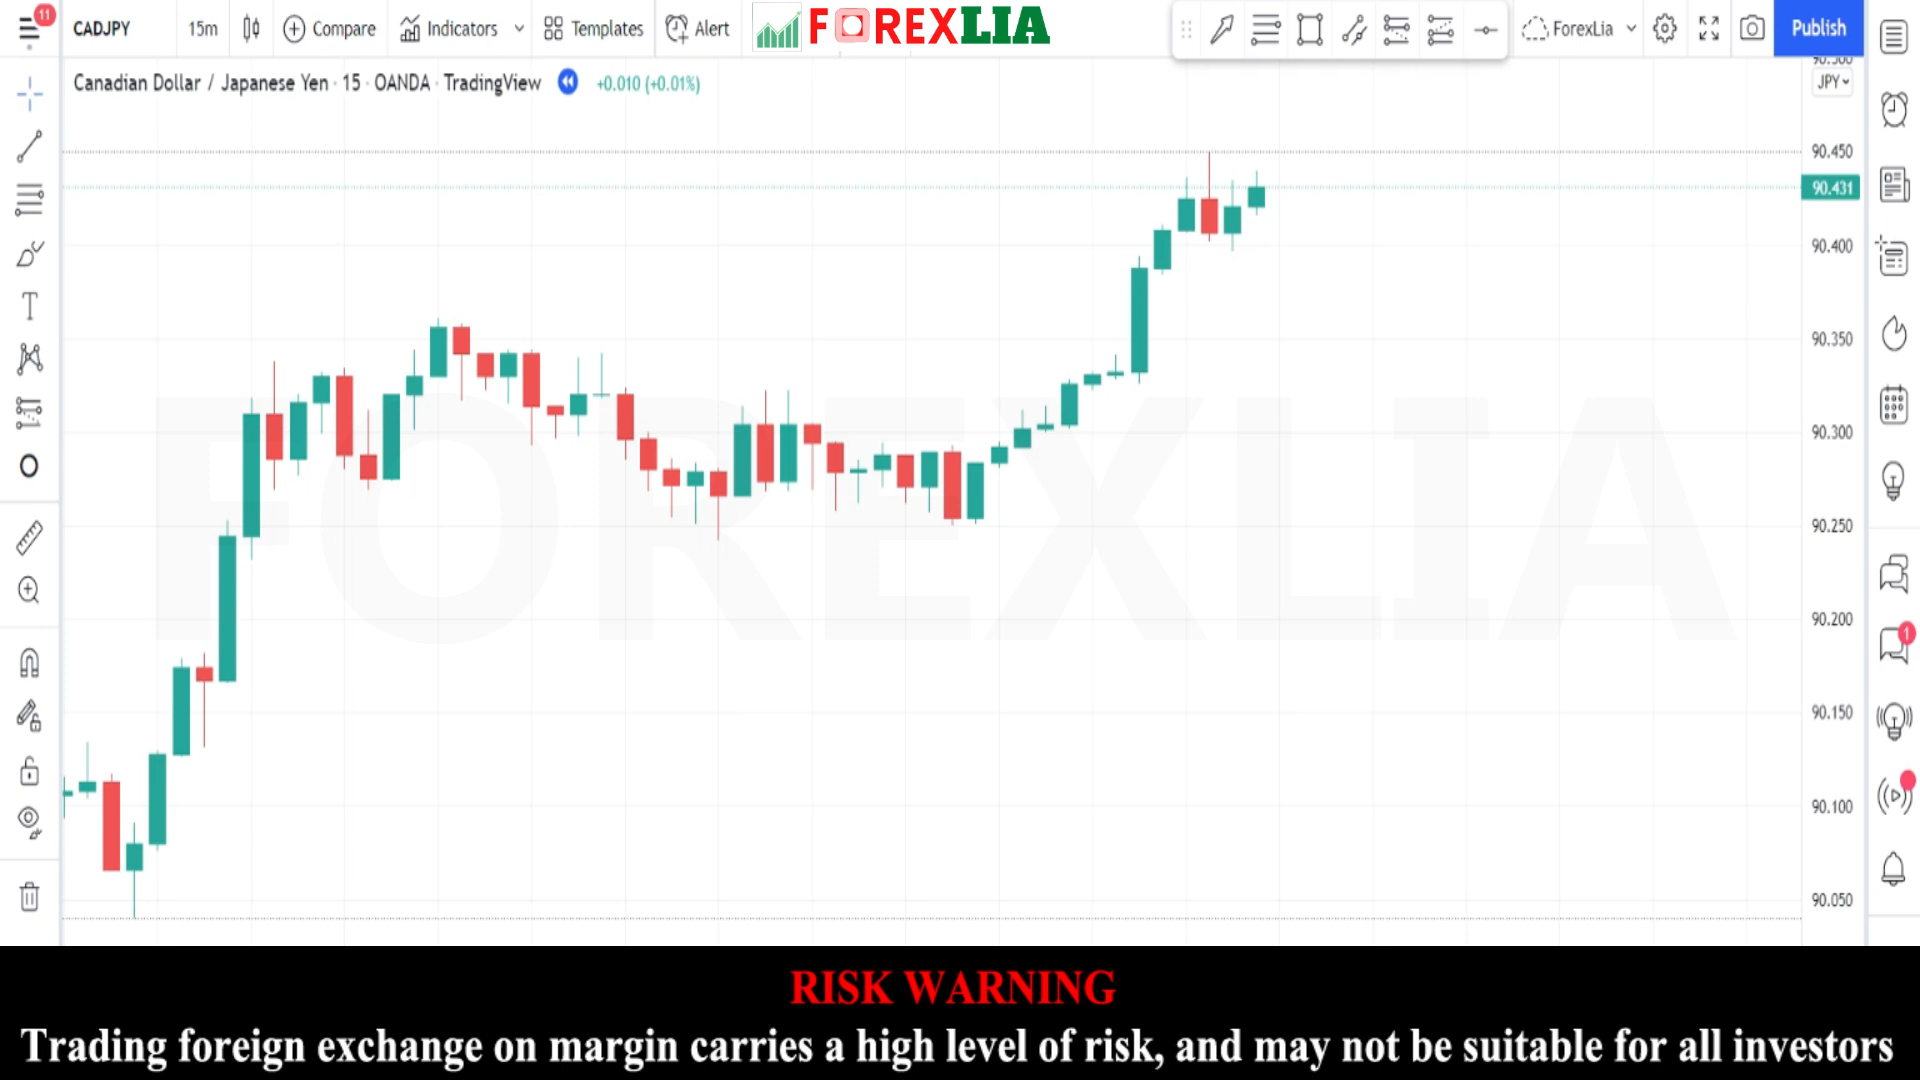 11
CADJPY 15m Compare Indicators Templates Alert FOREXLIA ForexLia Publish
Canadian Dollar / Japanese Yen · 15 · OANDA · TradingView +0.010 (+0.01%)
JPY
90.450
90.431
90.400
90.350
90.300
90.250
90.200
90.150
90.100
90.050
1
FOREXLIA
RISK WARNING
Trading foreign exchange on margin carries a high level of risk, and may not be suitable for all investors